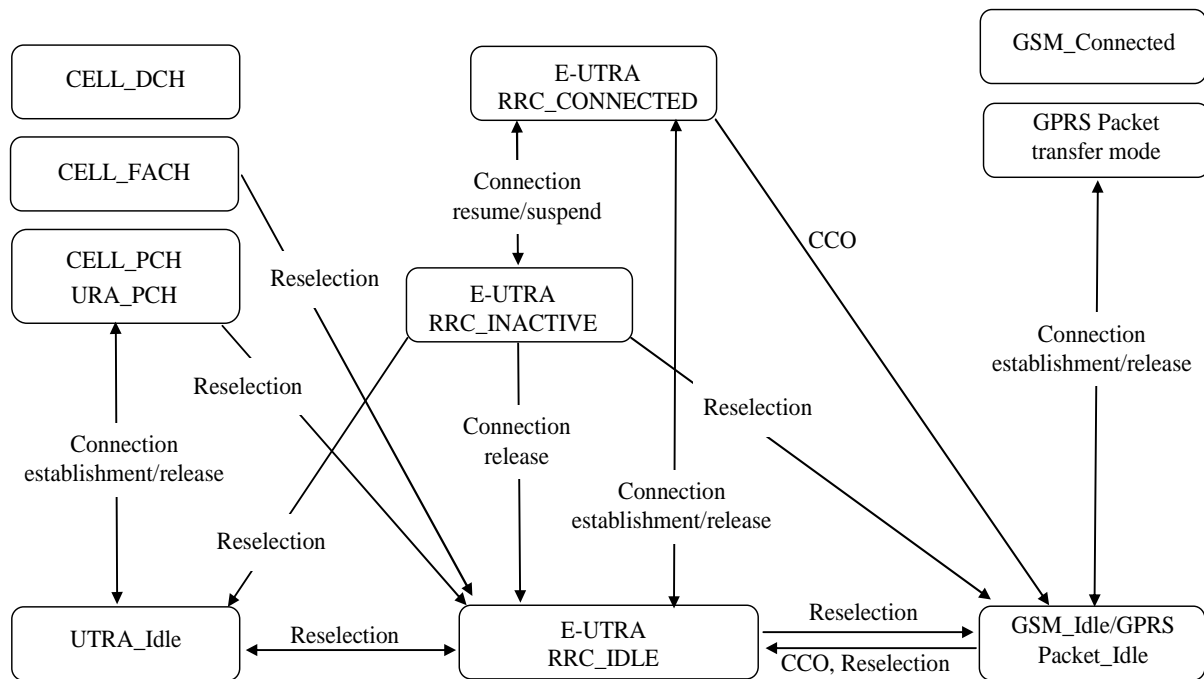 CELL_DCH
CELL_FACH
CELL_PCH
URA_PCH
E-UTRA
RRC_CONNECTED
GSM_Connected
GPRS Packet
transfer mode
Connection
resume/suspend
CCO
Reselection
E-UTRA
RRC_INACTIVE
Reselection
Connection
establishment/release
Reselection
Connection
release
Connection
establishment/release
Connection
establishment/release
Reselection
UTRA_Idle
Reselection
E-UTRA
RRC_IDLE
Reselection
CCO, Reselection
GSM_Idle/GPRS
Packet_Idle